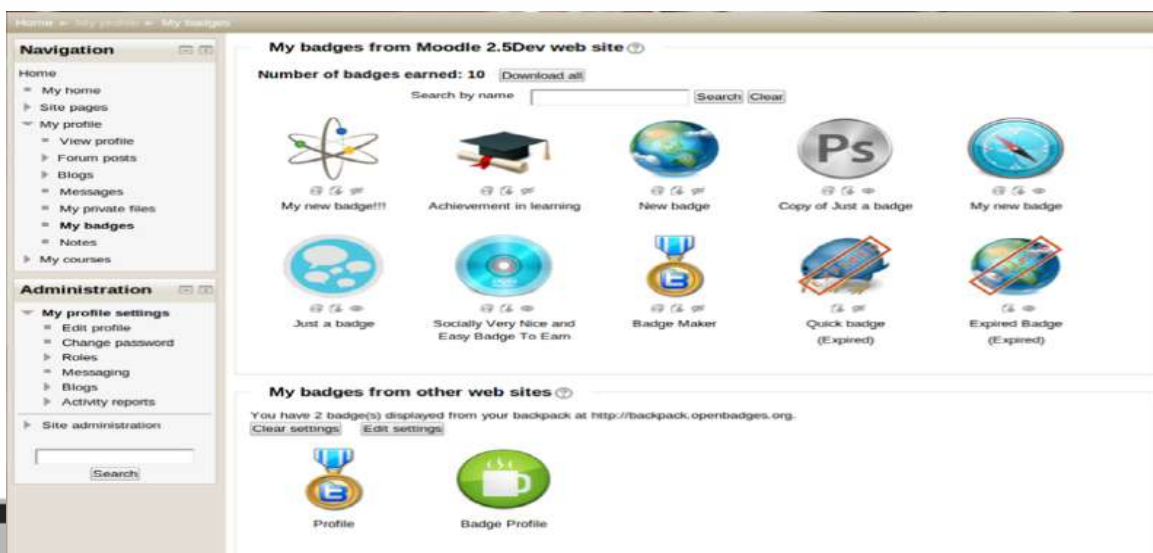 Home ► My profile ► My badges
Navigation
Home
My home
Site pages
My profile
View profile
Forum posts
Blogs
Messages
My private files
My badges
Notes
My courses
Administration
My profile settings
Edit profile
Change password
Roles
Messaging
Blogs
Activity reports
Site administration
Search
My badges from Moodle 2.5Dev web site
Number of badges earned: 10 Download all
Search by name Search Clear
Ps
My new badge!!! Achievement in learning New badge Copy of Just a badge My new badge
Just a badge Socially Very Nice and Badge Maker Quick badge Expired Badge
Easy Badge To Earn (Expired) (Expired)
My badges from other web sites
You have 2 badge(s) displayed from your backpack at http://backpack.openbadges.org.
Clear settings Edit settings
Profile Badge Profile